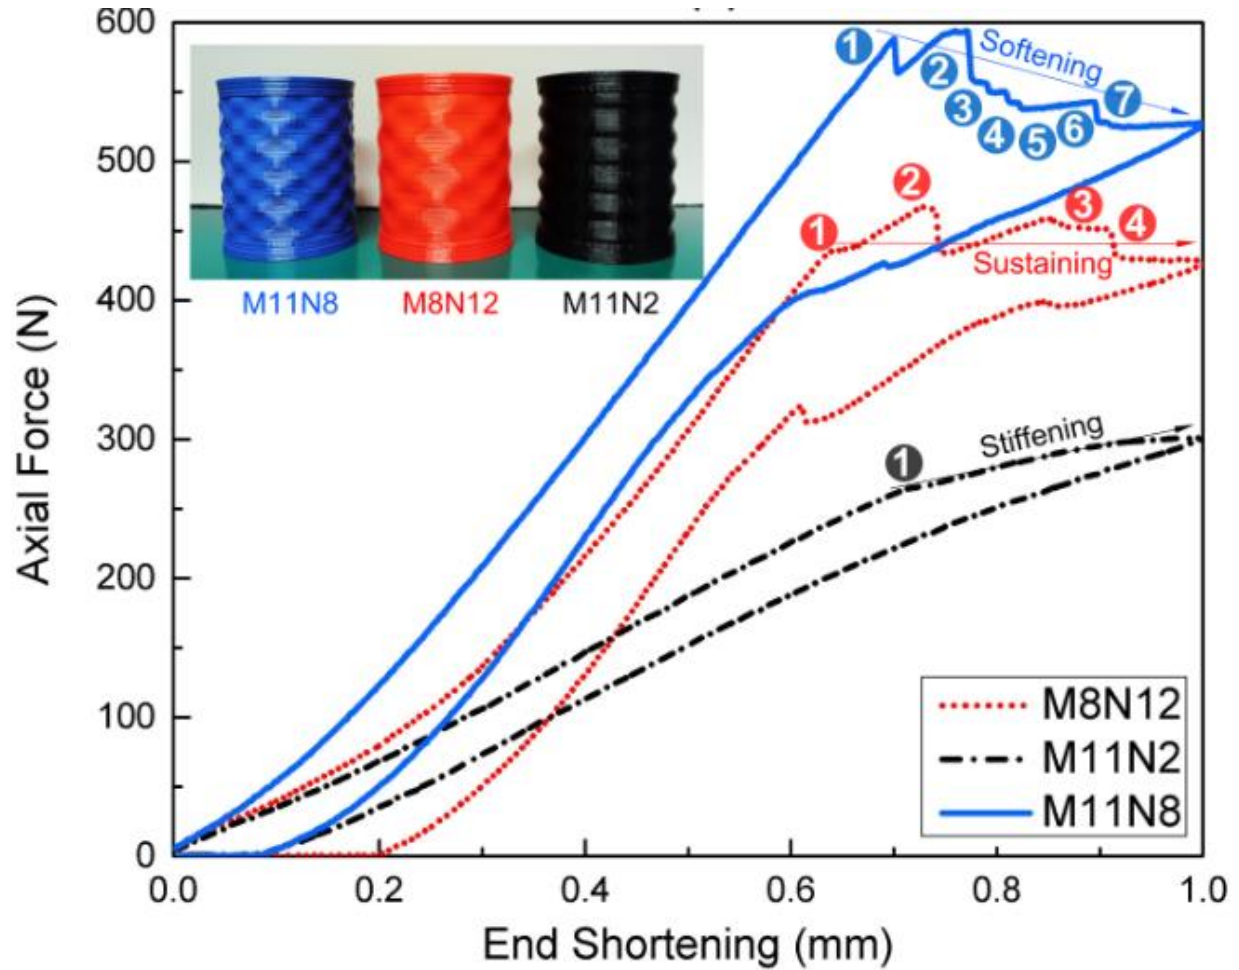 600
500
400
300
200
100
0
Axial Force (N)
M11N8 M8N12 M11N2
1 2 3 4 5 6 7
Softening
1 2 3 4
Sustaining
1
Stiffening
M8N12
M11N2
M11N8
0.0 0.2 0.4 0.6 0.8 1.0
End Shortening (mm)